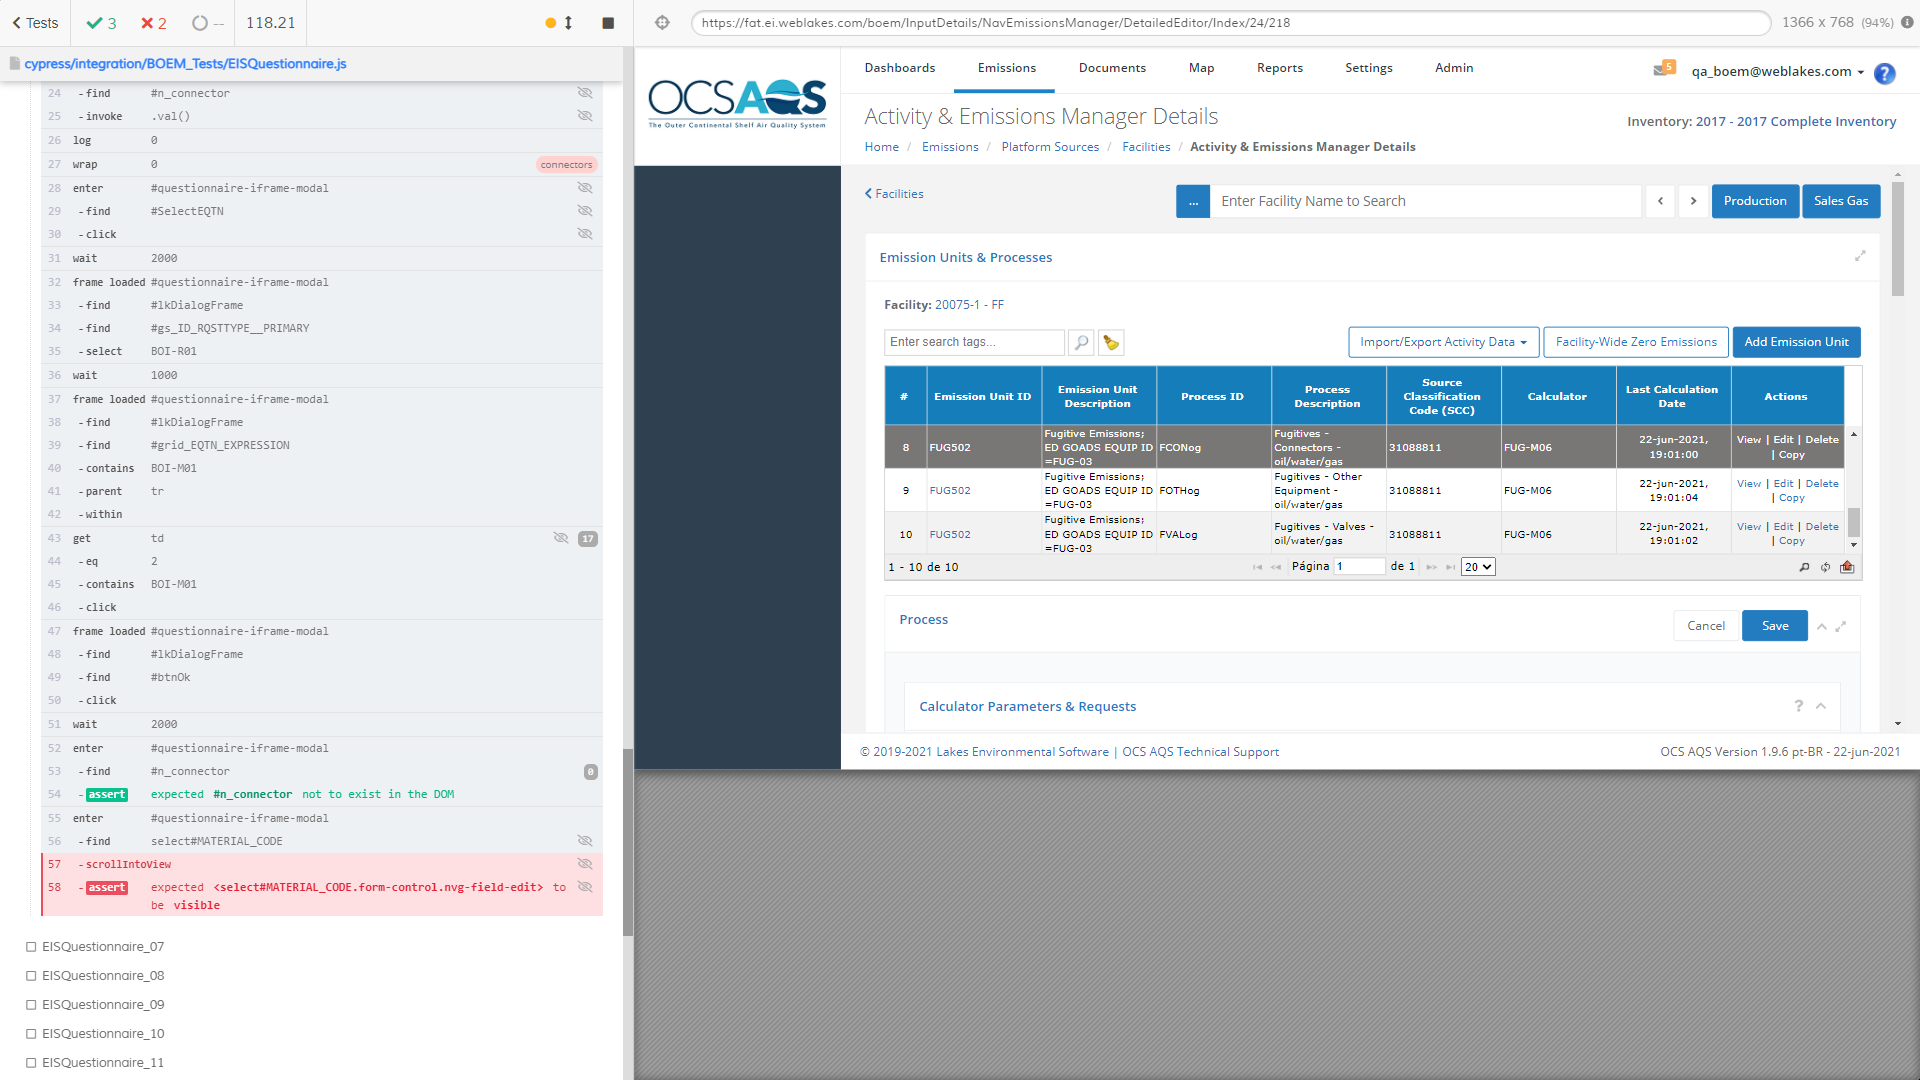 Tests
3
2
--
118.21
cypress/integration/BOEM_Tests/EISQuestionnaire.js
24 -find #n_connector
25 -invoke .val()
26 log 0
27 wrap 0 connectors
28 enter #questionnaire-iframe-modal
29 -find #SelectEQTN
30 -click
31 wait 2000
32 frame loaded #questionnaire-iframe-modal
33 -find #lkDialogFrame
34 -find #gs_ID_RQSTTYPE__PRIMARY
35 -select BOI-R01
36 wait 1000
37 frame loaded #questionnaire-iframe-modal
38 -find #lkDialogFrame
39 -find #grid_EQTN_EXPRESSION
40 -contains BOI-M01
41 -parent tr
42 -within
43 get td 17
44 -eq 2
45 -contains BOI-M01
46 -click
47 frame loaded #questionnaire-iframe-modal
48 -find #lkDialogFrame
49 -find #btnOk
50 -click
51 wait 2000
52 enter #questionnaire-iframe-modal
53 -find #n_connector 0
54 -assert expected #n_connector not to exist in the DOM
55 enter #questionnaire-iframe-modal
56 -find select#MATERIAL_CODE
57 -scrollIntoView
58 -assert expected <select#MATERIAL_CODE.form-control.nvg-field-edit> to
be visible
EISQuestionnaire_07
EISQuestionnaire_08
EISQuestionnaire_09
EISQuestionnaire_10
EISQuestionnaire_11
https://fat.ei.weblakes.com/boem/InputDetails/NavEmissionsManager/DetailedEditor/Index/24/218
1366 x 768 (94%)
OCSAQS
The Outer Continental Shelf Air Quality System
Dashboards Emissions Documents Map Reports Settings Admin
5
qa_boem@weblakes.com
?
Activity & Emissions Manager Details
Inventory: 2017 - 2017 Complete Inventory
Home / Emissions / Platform Sources / Facilities / Activity & Emissions Manager Details
Facilities
... Enter Facility Name to Search
Production
Sales Gas
Emission Units & Processes
Facility: 20075-1 - FF
Enter search tags...
Import/Export Activity Data
Facility-Wide Zero Emissions
Add Emission Unit
# Emission Unit ID Emission Unit Description Process ID Process Description Source Classification Code (SCC) Calculator Last Calculation Date Actions
8 FUG502 Fugitive Emissions; ED GOADS EQUIP ID =FUG-03 FCONog Fugitives - Connectors - oil/water/gas 31088811 FUG-M06 22-jun-2021, 19:01:00 View | Edit | Delete | Copy
9 FUG502 Fugitive Emissions; ED GOADS EQUIP ID =FUG-03 FOTHog Fugitives - Other Equipment - oil/water/gas 31088811 FUG-M06 22-jun-2021, 19:01:04 View | Edit | Delete | Copy
10 FUG502 Fugitive Emissions; ED GOADS EQUIP ID =FUG-03 FVALog Fugitives - Valves - oil/water/gas 31088811 FUG-M06 22-jun-2021, 19:01:02 View | Edit | Delete | Copy
1 - 10 de 10
Página 1 de 1
20
Process
Cancel
Save
Calculator Parameters & Requests
?
© 2019-2021 Lakes Environmental Software | OCS AQS Technical Support
OCS AQS Version 1.9.6 pt-BR - 22-jun-2021